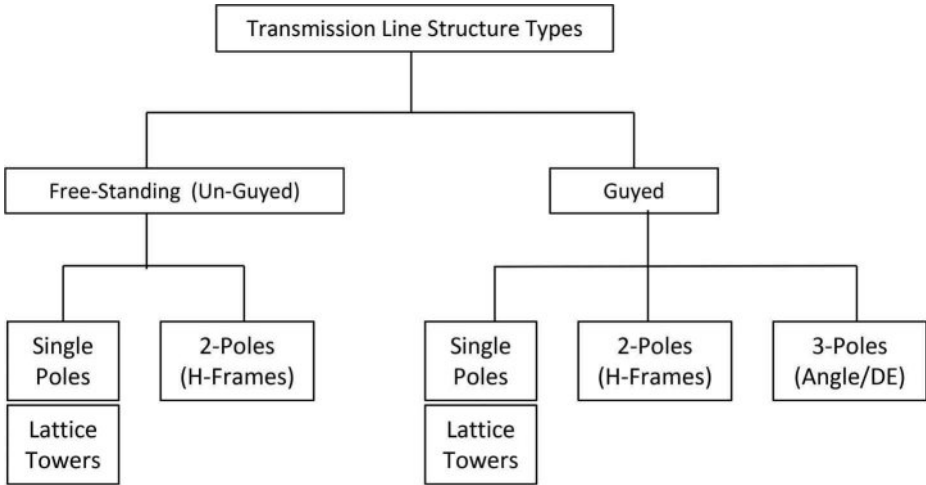 Transmission Line Structure Types
Free-Standing (Un-Guyed)
Guyed
Single
Poles
2-Poles
(H-Frames)
Single
Poles
2-Poles
(H-Frames)
3-Poles
(Angle/DE)
Lattice
Towers
Lattice
Towers